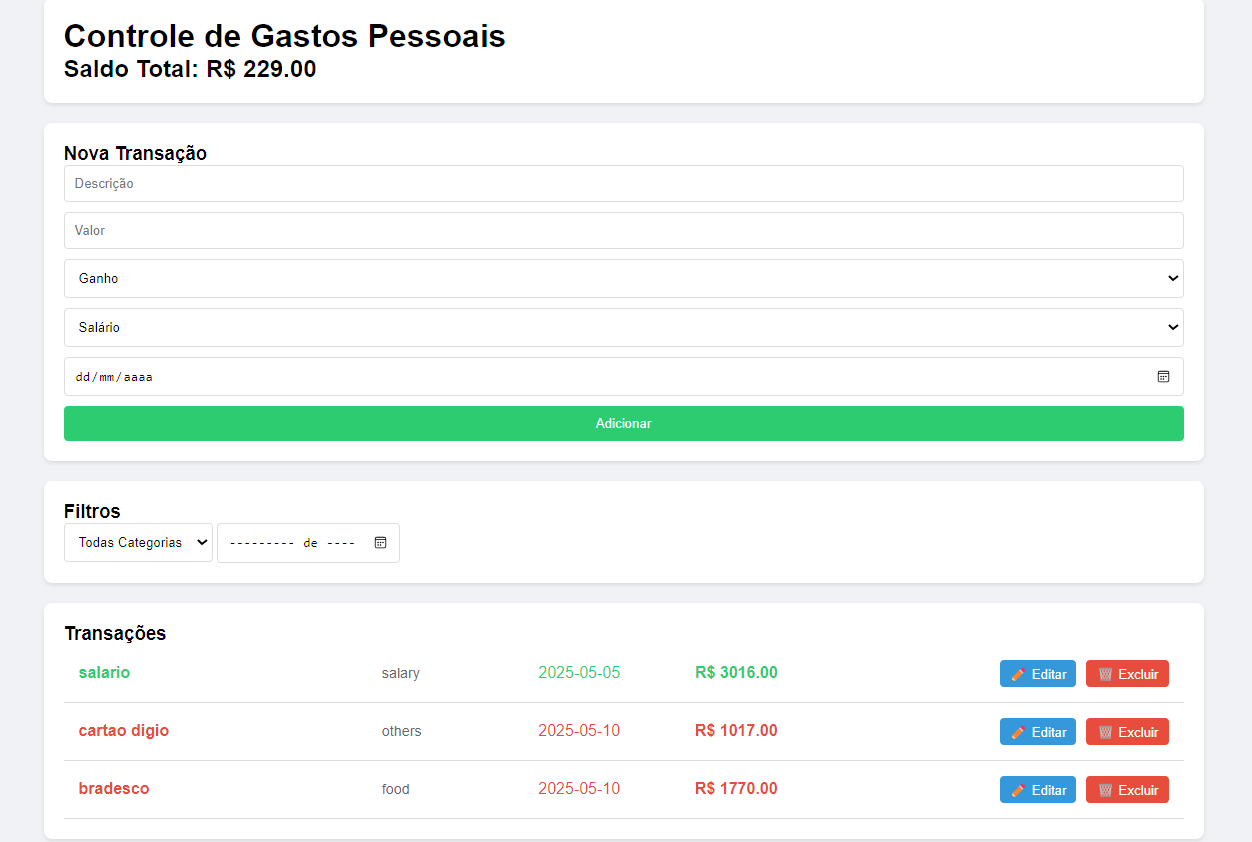 Controle de Gastos Pessoais
Saldo Total: R$ 229.00
Nova Transação
Descrição
Valor
Ganho
Salário
dd/mm/aaaa
Adicionar
Filtros
Todas Categorias --------- de ----
Transações
salario salary 2025-05-05 R$ 3016.00 Editar Excluir
cartao digio others 2025-05-10 R$ 1017.00 Editar Excluir
bradesco food 2025-05-10 R$ 1770.00 Editar Excluir